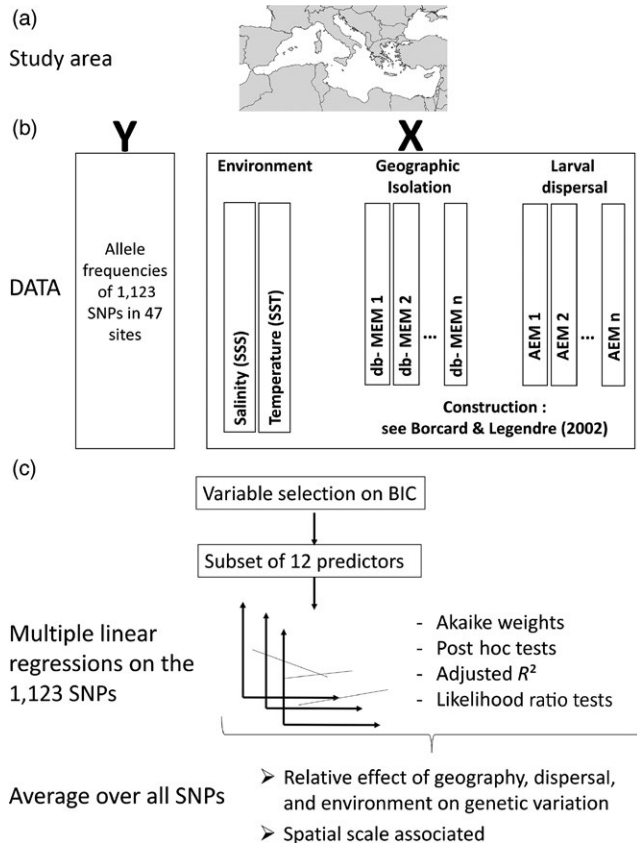 (a)
Study area
(b)
Y
X
DATA
Allele
frequencies
of 1,123
SNPs in 47
sites
Environment
Salinity (SSS)
Temperature (SST)
Geographic
Isolation
db- MEM 1
db- MEM 2
...
db- MEM n
Larval
dispersal
AEM 1
AEM 2
...
AEM n
Construction :
see Borcard & Legendre (2002)
(c)
Variable selection on BIC
Subset of 12 predictors
Multiple linear
regressions on the
1,123 SNPs
- Akaike weights
- Post hoc tests
- Adjusted R²
- Likelihood ratio tests
Average over all SNPs
➢ Relative effect of geography, dispersal,
and environment on genetic variation
➢ Spatial scale associated